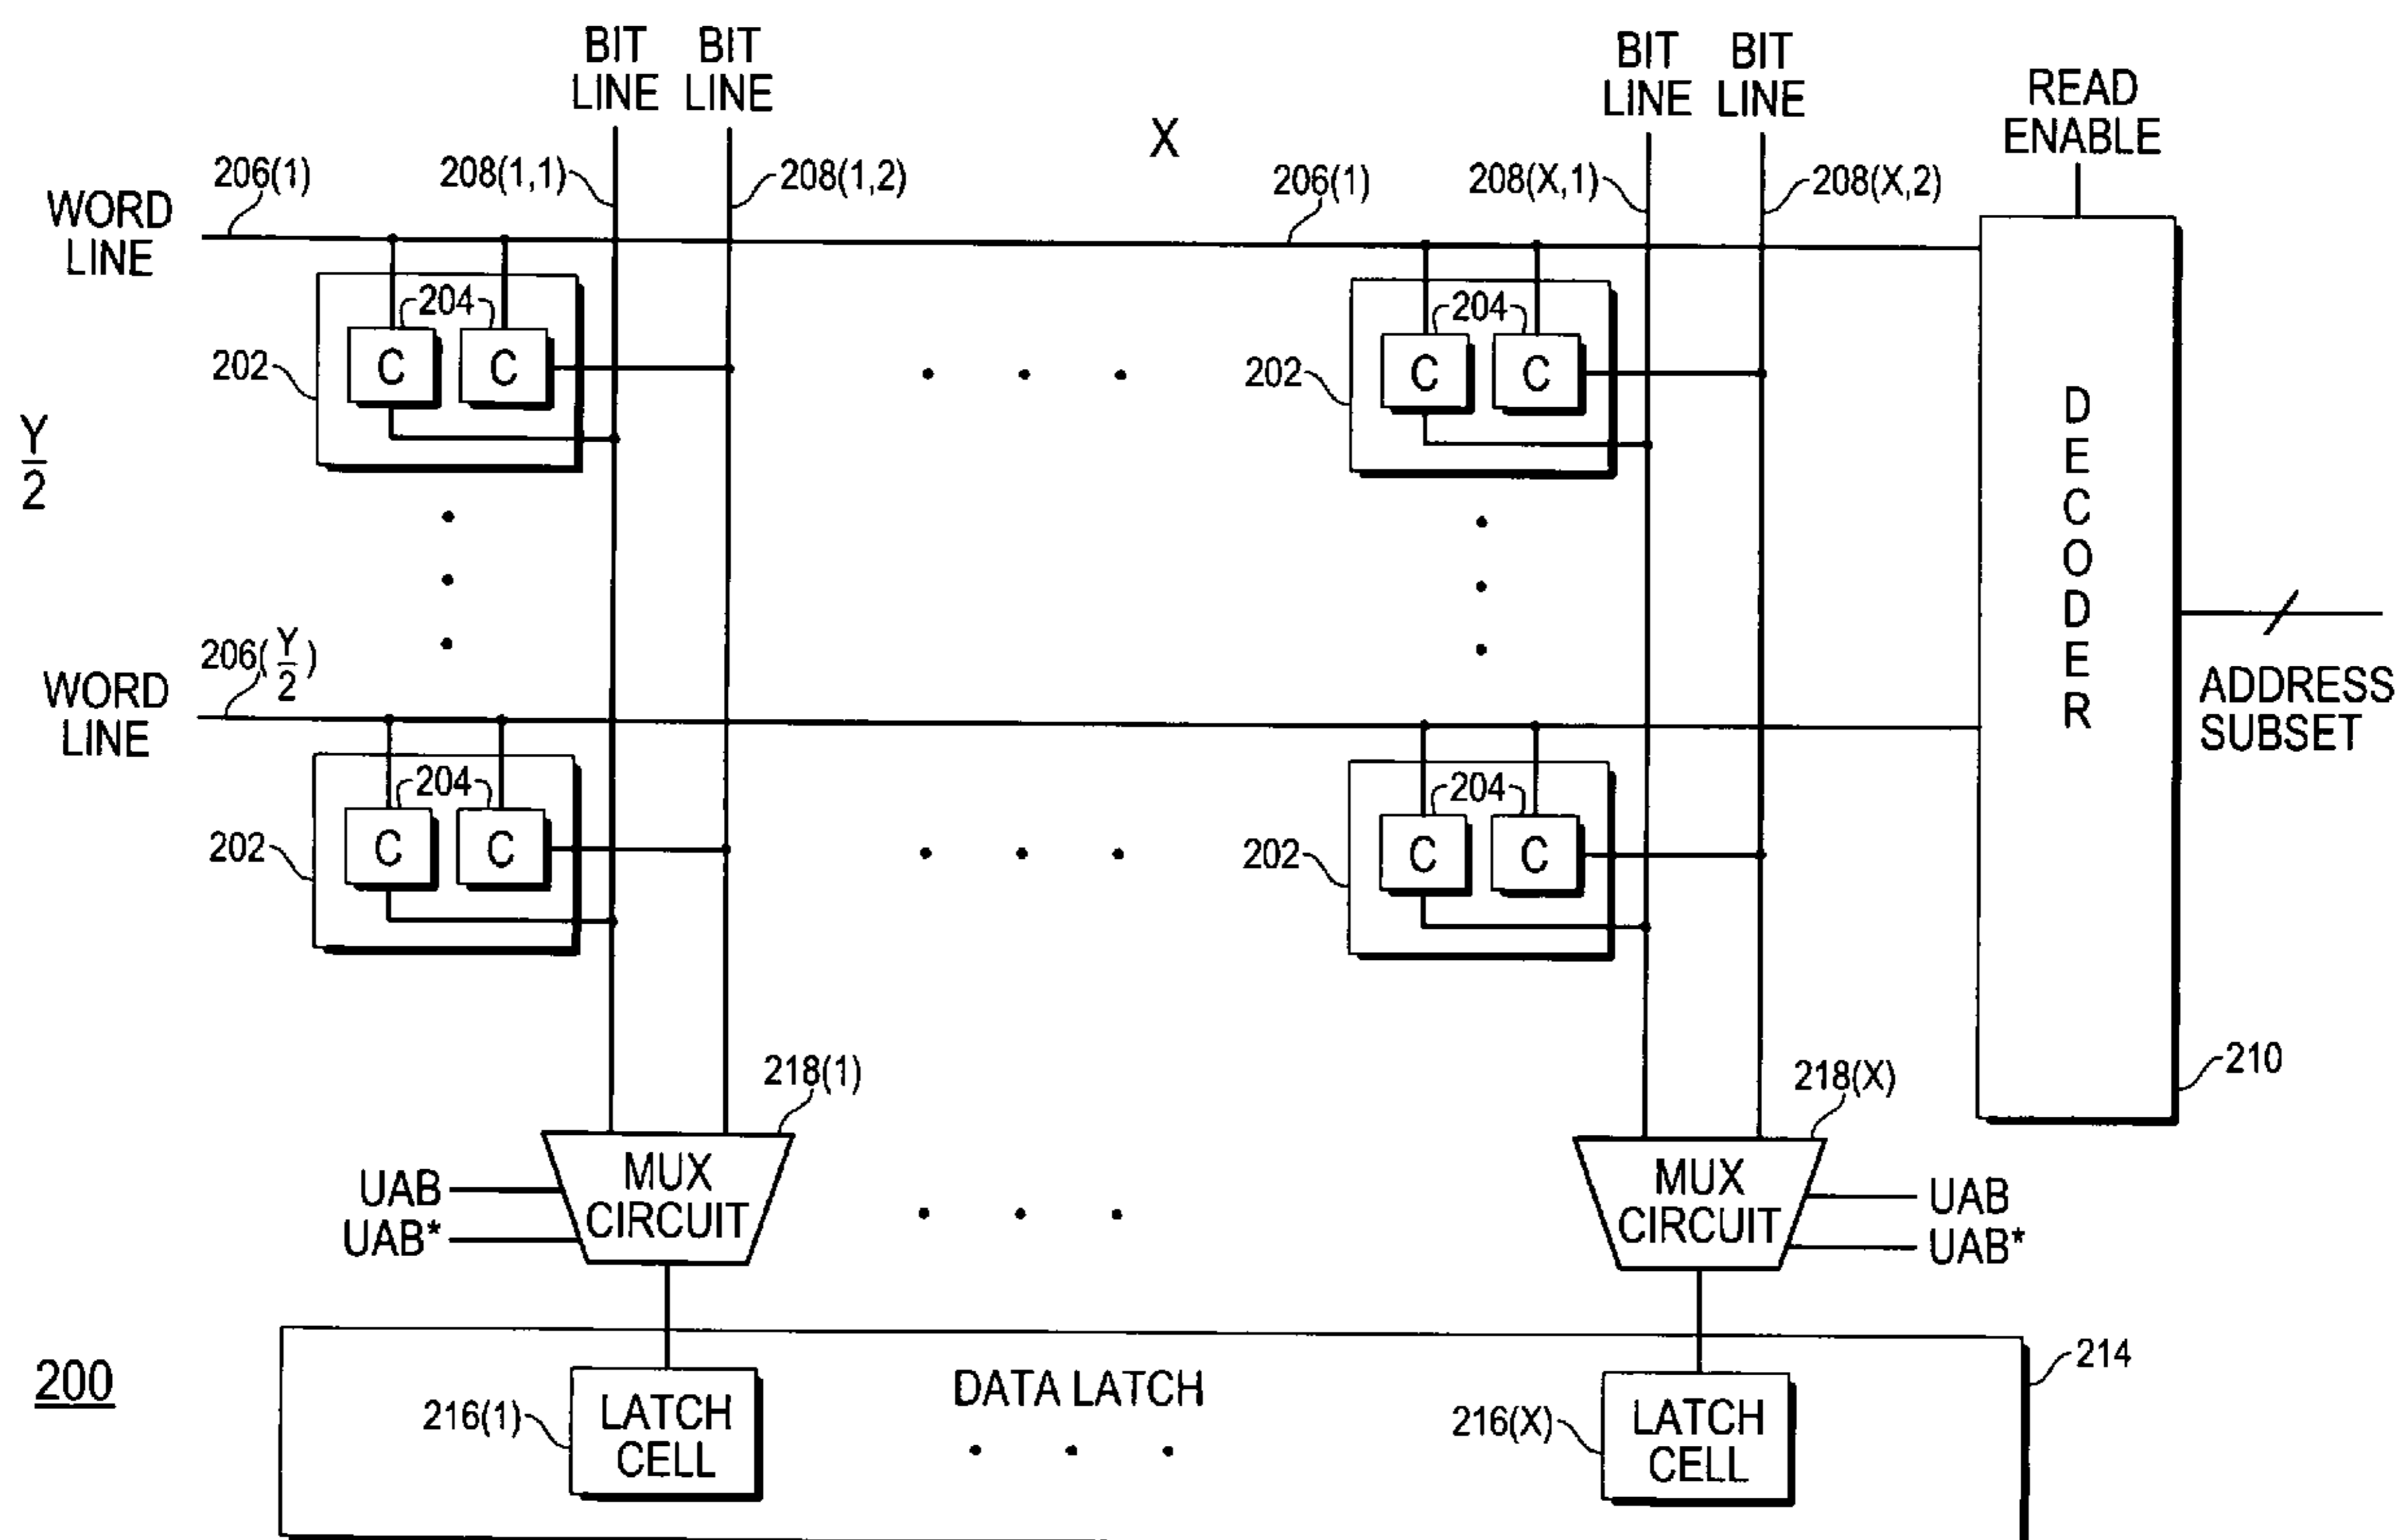 BIT LINE
BIT LINE
BIT LINE
BIT LINE
READ ENABLE
X
206(1)
208(1,1)
208(1,2)
206(1)
208(X,1)
208(X,2)
WORD LINE
204
204
202
C
C
202
C
C
Y/2
DECODER
206(Y/2)
WORD LINE
ADDRESS SUBSET
204
204
202
C
C
202
C
C
218(1)
218(X)
210
MUX CIRCUIT
MUX CIRCUIT
UAB
UAB*
UAB
UAB*
200
DATA LATCH
214
216(1)
LATCH CELL
216(X)
LATCH CELL